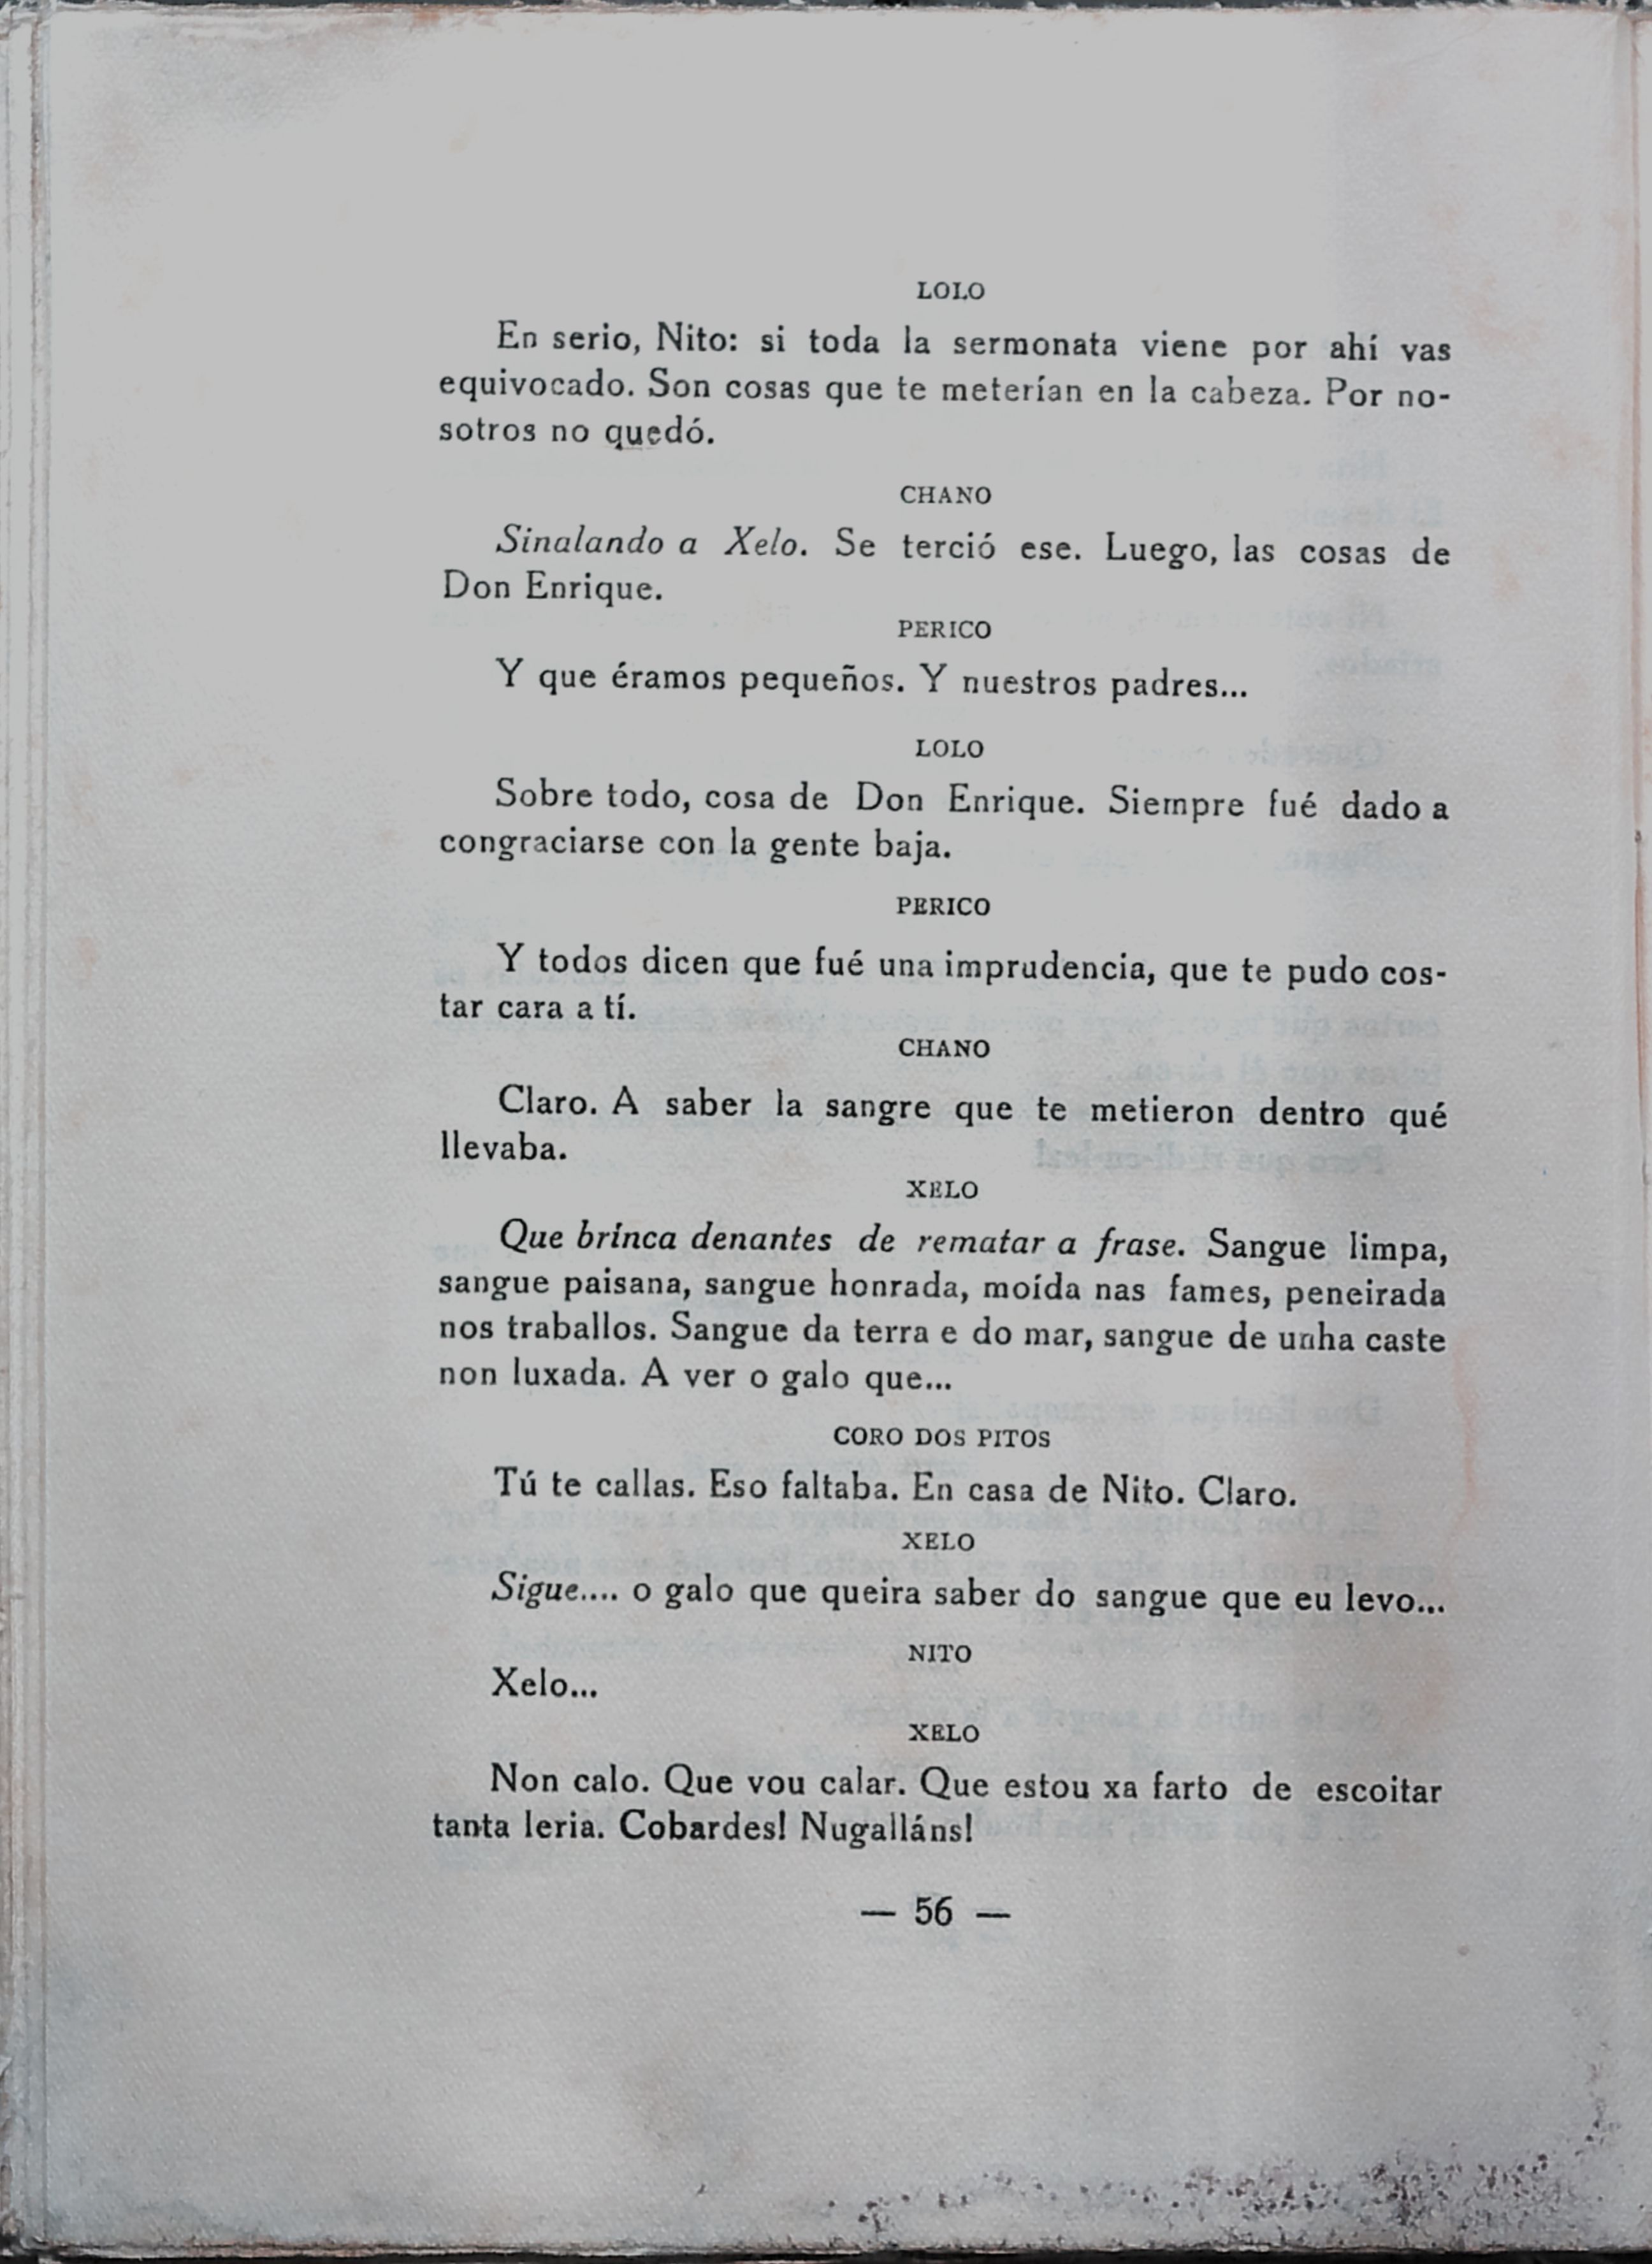 LOLO
En serio, Nito: si toda la sermonata viene por ahí vas
equivocado. Son cosas que te meterían en la cabeza. Por no-
sotros no quedó.
CHANO
Sinalando a Xelo. Se terció ese. Luego, las cosas de
Don Enrique.
PERICO
Y que éramos pequeños. Y nuestros padres...
LOLO
Sobre todo, cosa de Don Enrique. Siempre fué dado a
congraciarse con la gente baja.
PERICO
Y todos dicen que fué una imprudencia, que te pudo cos-
tar cara a tí.
CHANO
Claro. A saber la sangre que te metieron dentro qué
llevaba.
XELO
Que brinca denantes de rematar a frase. Sangue limpa,
sangue paisana, sangue honrada, moída nas fames, peneirada
nos traballos. Sangue da terra e do mar, sangue de unha caste
non luxada. A ver o galo que...
CORO DOS PITOS
Tú te callas. Eso faltaba. En casa de Nito. Claro.
XELO
Sigue.... o galo que queira saber do sangue que eu levo...
NITO
Xelo...
XELO
Non calo. Que vou calar. Que estou xa farto de escoitar
tanta leria. Cobardes! Nugalláns!
— 56 —